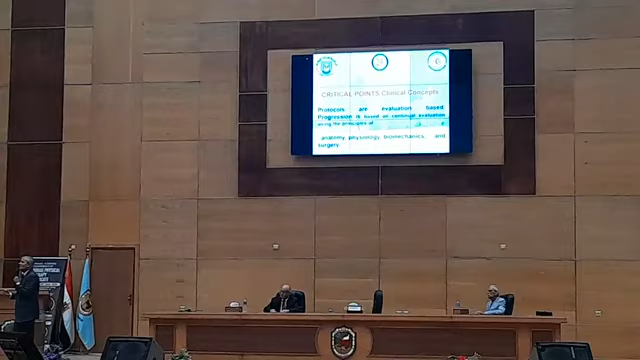 CRITICAL POINTS Clinical Concepts
Protocols are evaluation based.
Progression is based on continual evaluation
using the principles of
anatomy, physiology, biomechanics, and
surgery.
PHYSICAL